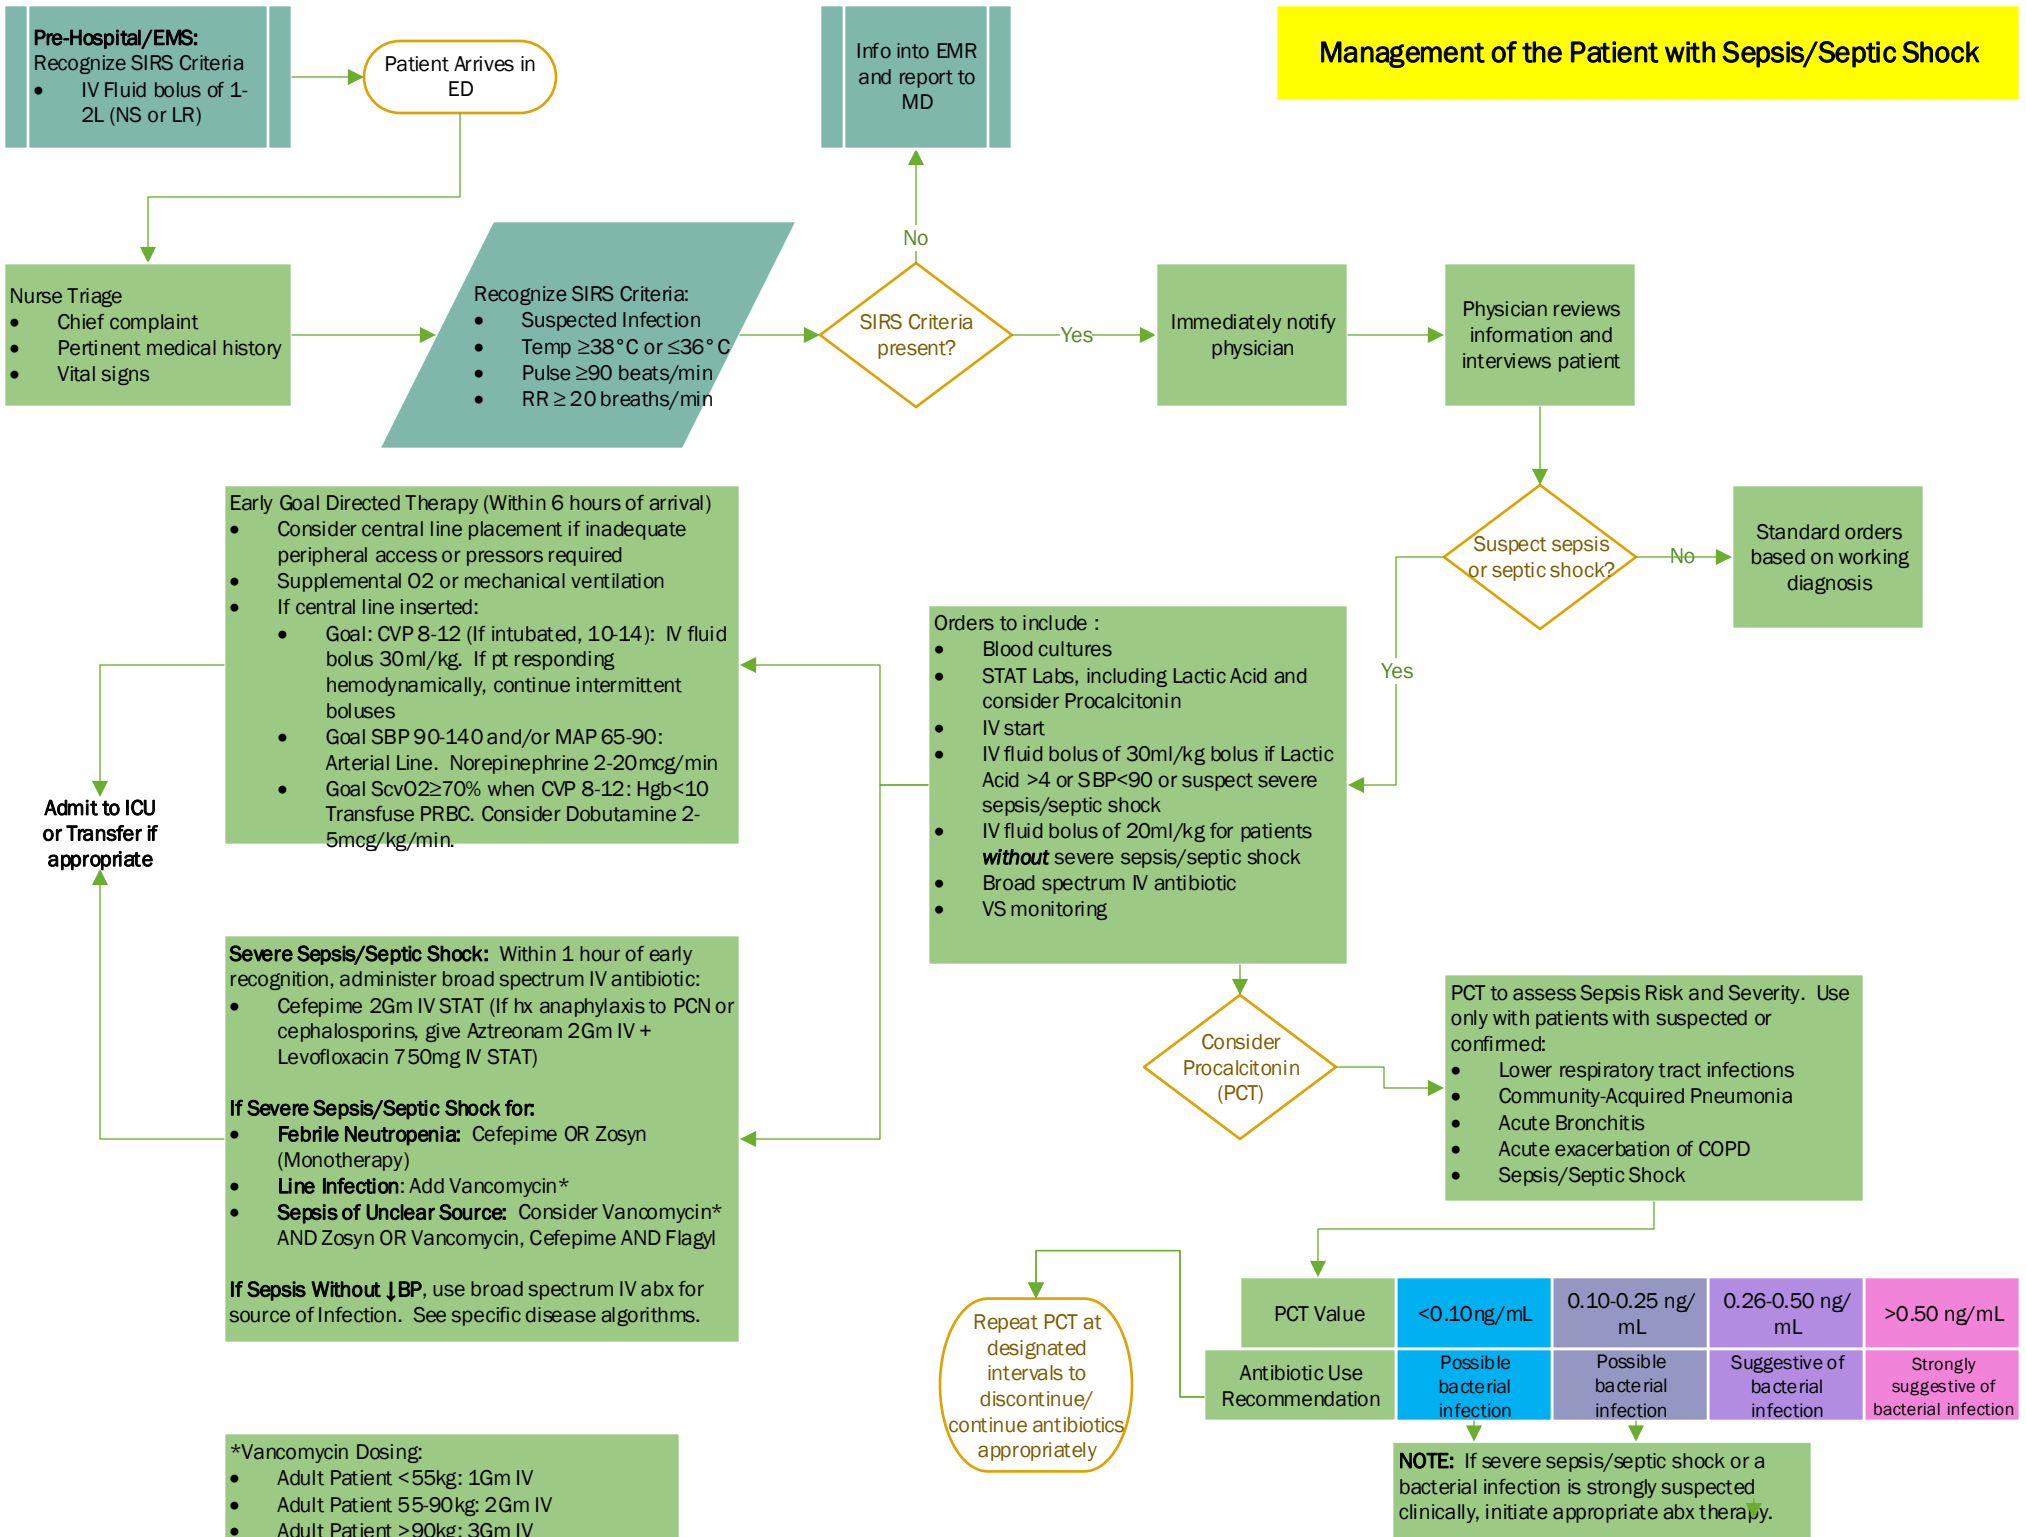 Pre-Hospital/EMS:
Recognize SIRS Criteria
• IV Fluid bolus of 1-
2L (NS or LR)
Patient Arrives in
ED
Info into EMR
and report to
MD
Management of the Patient with Sepsis/Septic Shock
Nurse Triage
• Chief complaint
• Pertinent medical history
• Vital signs
Recognize SIRS Criteria:
• Suspected Infection
• Temp ≥38°C or ≤36°C
• Pulse ≥90 beats/min
• RR ≥ 20 breaths/min
No
SIRS Criteria
present?
Yes
Immediately notify
physician
Physician reviews
information and
interviews patient
Suspect sepsis
or septic shock?
No
Standard orders
based on working
diagnosis
Yes
Orders to include :
• Blood cultures
• STAT Labs, including Lactic Acid and
consider Procalcitonin
• IV start
• IV fluid bolus of 30ml/kg bolus if Lactic
Acid >4 or SBP<90 or suspect severe
sepsis/septic shock
• IV fluid bolus of 20ml/kg for patients
without severe sepsis/septic shock
• Broad spectrum IV antibiotic
• VS monitoring
Early Goal Directed Therapy (Within 6 hours of arrival)
• Consider central line placement if inadequate
peripheral access or pressors required
• Supplemental O2 or mechanical ventilation
• If central line inserted:
• Goal: CVP 8-12 (If intubated, 10-14): IV fluid
bolus 30ml/kg. If pt responding
hemodynamically, continue intermittent
boluses
• Goal SBP 90-140 and/or MAP 65-90:
Arterial Line. Norepinephrine 2-20mcg/min
• Goal ScvO2≥70% when CVP 8-12: Hgb<10
Transfuse PRBC. Consider Dobutamine 2-
5mcg/kg/min.
Admit to ICU
or Transfer if
appropriate
Severe Sepsis/Septic Shock: Within 1 hour of early
recognition, administer broad spectrum IV antibiotic:
• Cefepime 2Gm IV STAT (If hx anaphylaxis to PCN or
cephalosporins, give Aztreonam 2Gm IV +
Levofloxacin 750mg IV STAT)
If Severe Sepsis/Septic Shock for:
• Febrile Neutropenia: Cefepime OR Zosyn
(Monotherapy)
• Line Infection: Add Vancomycin*
• Sepsis of Unclear Source: Consider Vancomycin*
AND Zosyn OR Vancomycin, Cefepime AND Flagyl
If Sepsis Without ↓BP, use broad spectrum IV abx for
source of Infection. See specific disease algorithms.
Consider
Procalcitonin
(PCT)
PCT to assess Sepsis Risk and Severity. Use
only with patients with suspected or
confirmed:
• Lower respiratory tract infections
• Community-Acquired Pneumonia
• Acute Bronchitis
• Acute exacerbation of COPD
• Sepsis/Septic Shock
PCT Value
<0.10ng/mL
0.10-0.25 ng/
mL
0.26-0.50 ng/
mL
>0.50 ng/mL
Antibiotic Use
Recommendation
Possible
bacterial
infection
Possible
bacterial
infection
Suggestive of
bacterial
infection
Strongly
suggestive of
bacterial infection
Repeat PCT at
designated
intervals to
discontinue/
continue antibiotics
appropriately
NOTE: If severe sepsis/septic shock or a
bacterial infection is strongly suspected
clinically, initiate appropriate abx therapy.
*Vancomycin Dosing:
• Adult Patient <55kg: 1Gm IV
• Adult Patient 55-90kg: 2Gm IV
• Adult Patient >90kg: 3Gm IV